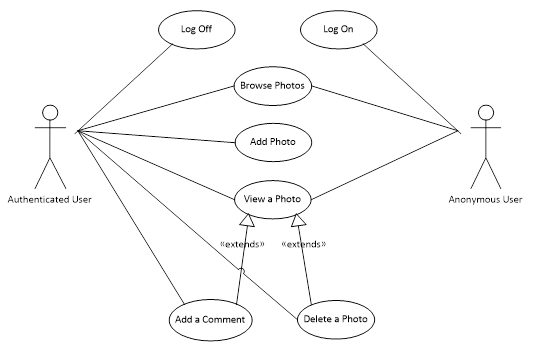 Log Off
Log On
Browse Photos
Add Photo
Authenticated User
View a Photo
Anonymous User
«extends»
«extends»
Add a Comment
Delete a Photo